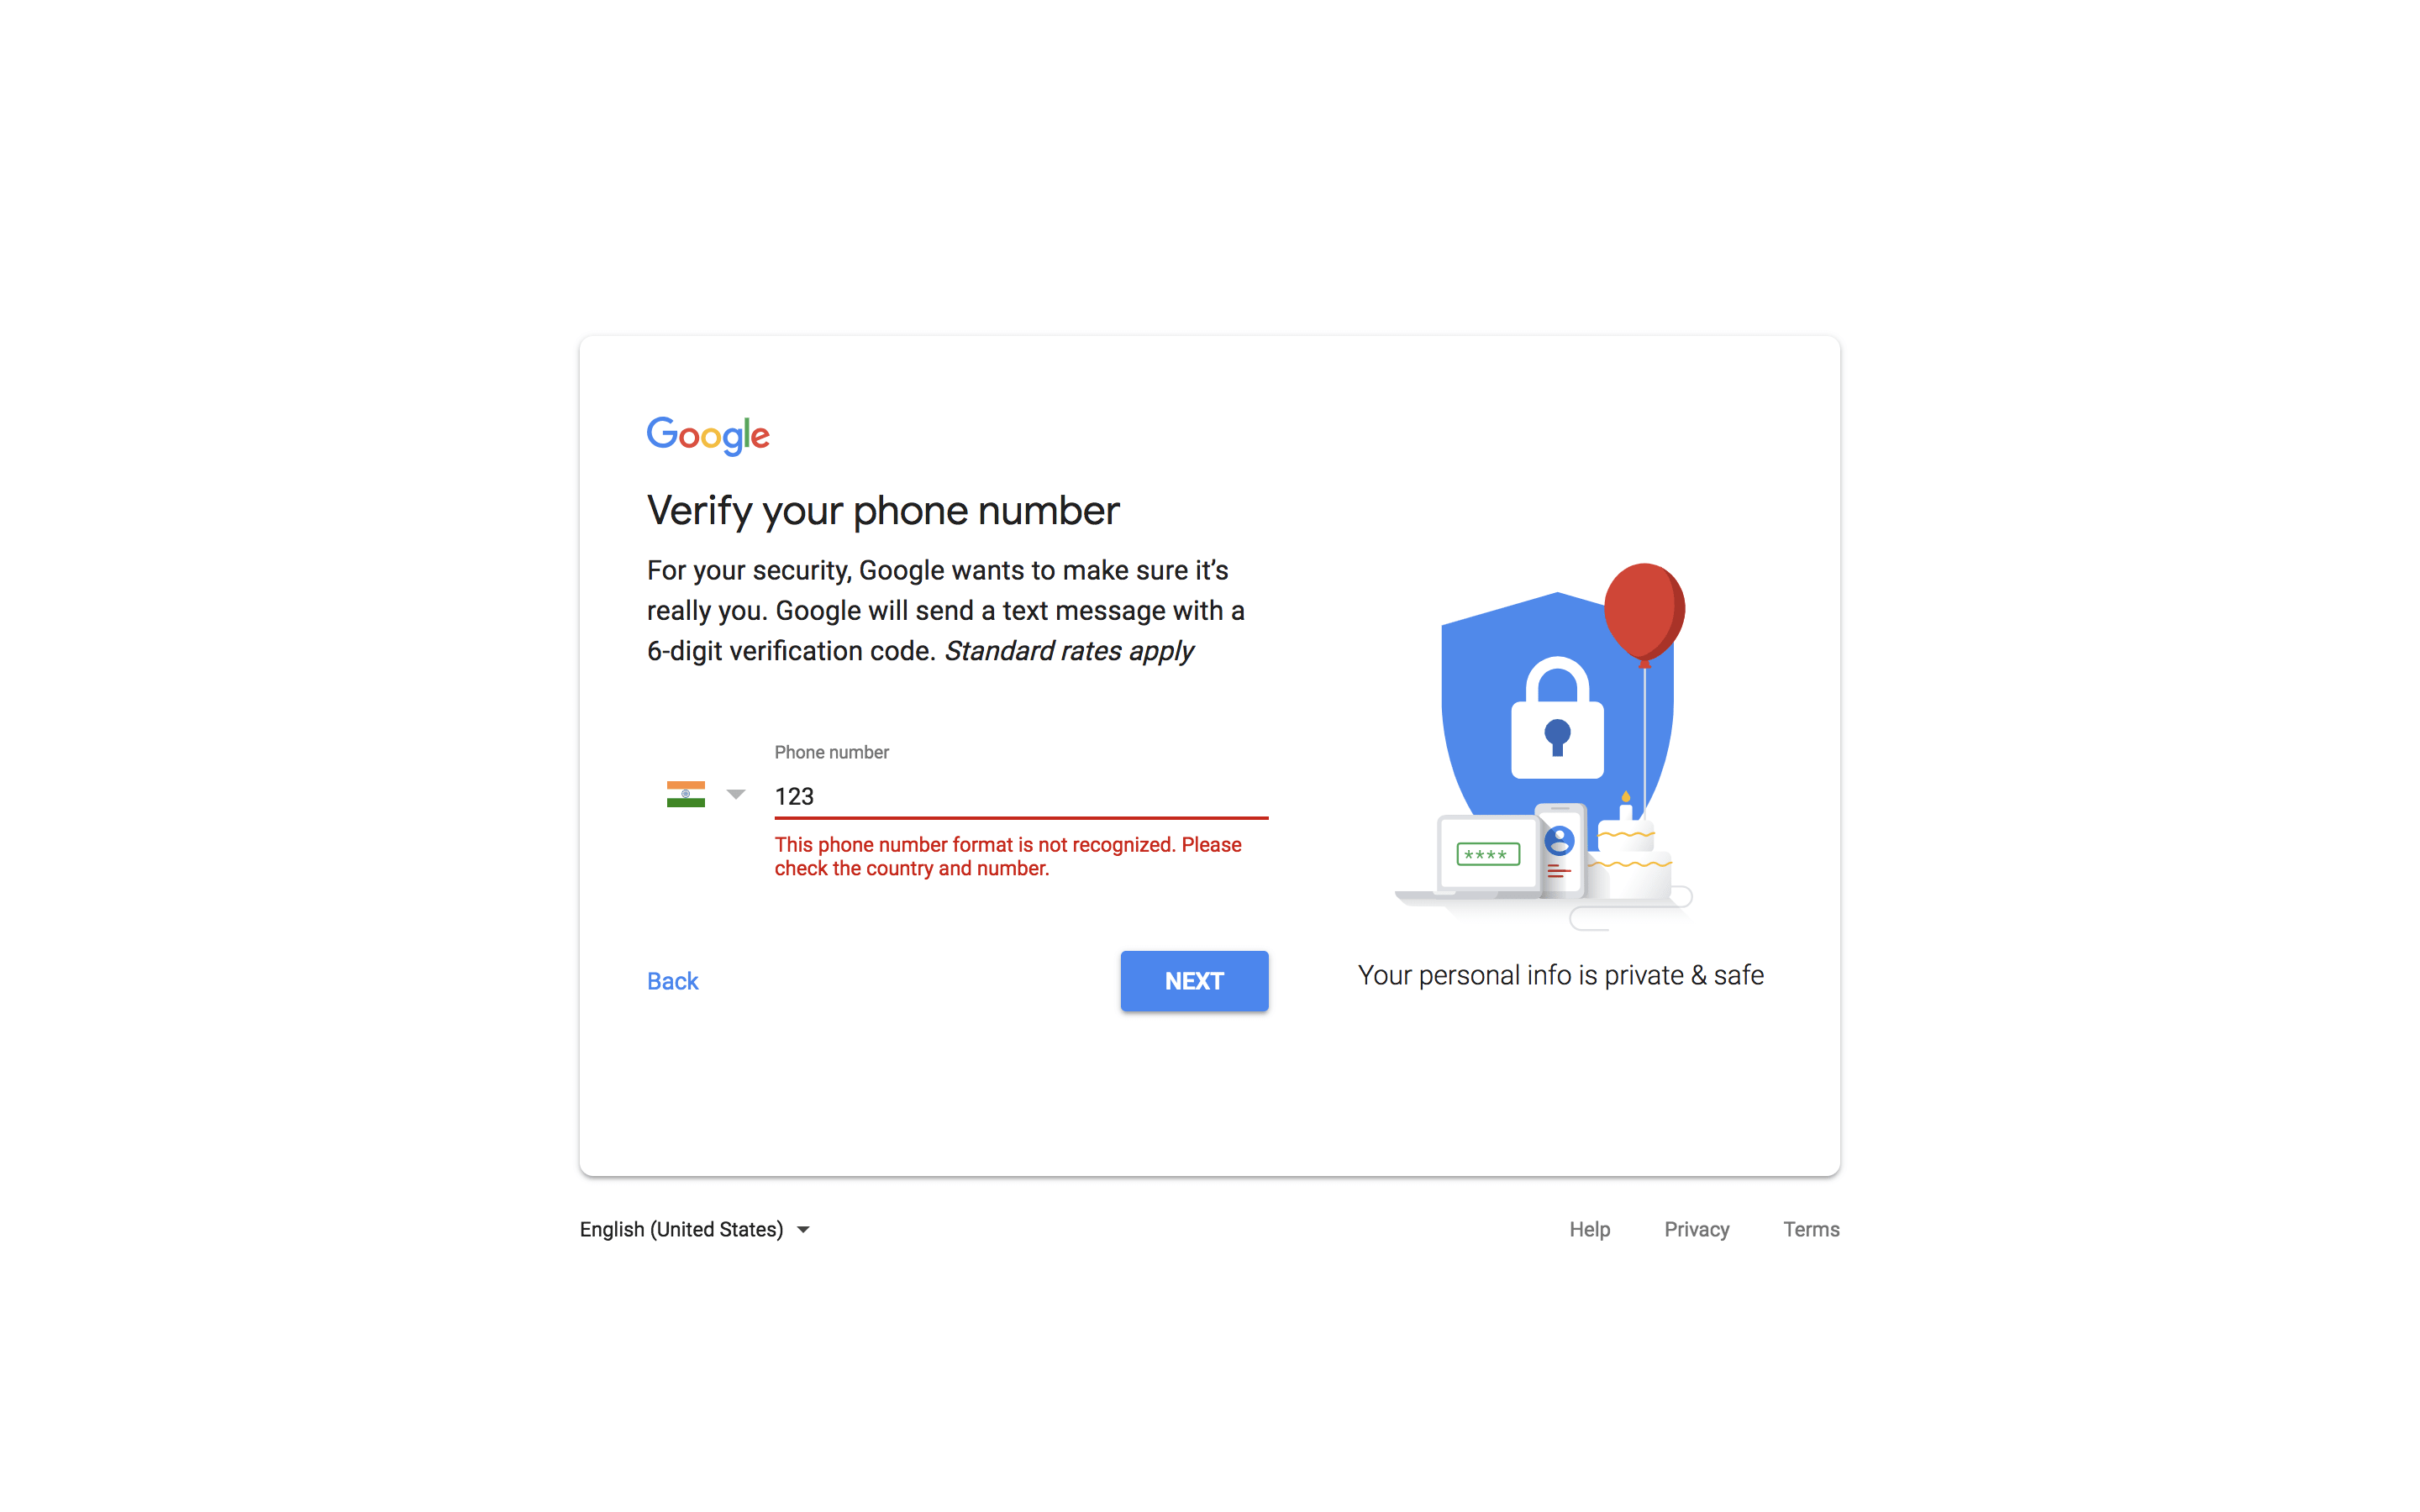 Google
Verify your phone number
For your security, Google wants to make sure it’s
really you. Google will send a text message with a
6-digit verification code. Standard rates apply
Phone number
123
This phone number format is not recognized. Please
check the country and number.
Back
NEXT
****
Your personal info is private & safe
English (United States)
Help
Privacy
Terms